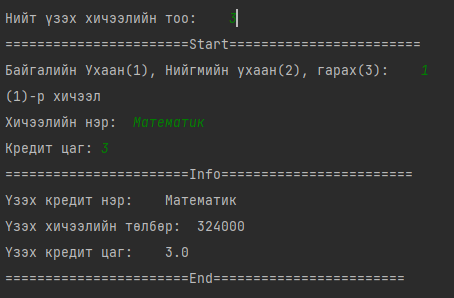 Нийт үзэх хичээлийн тоо: 3
=======================Start========================
Байгалийн Ухаан(1), Нийгмийн ухаан(2), гарах(3): 1
(1)-р хичээл
Хичээлийн нэр: Математик
Кредит цаг: 3
=======================Info========================
Үзэх кредит нэр: Математик
Үзэх хичээлийн төлбөр: 324000
Үзэх кредит цаг: 3.0
=======================End========================